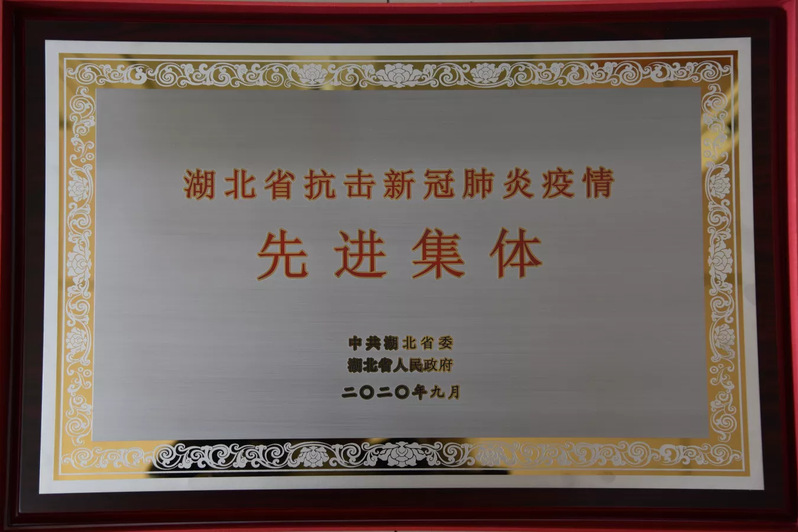 湖北省抗击新冠肺炎疫情
先进集体
中共湖北省委
湖北省人民政府
二〇二〇年九月